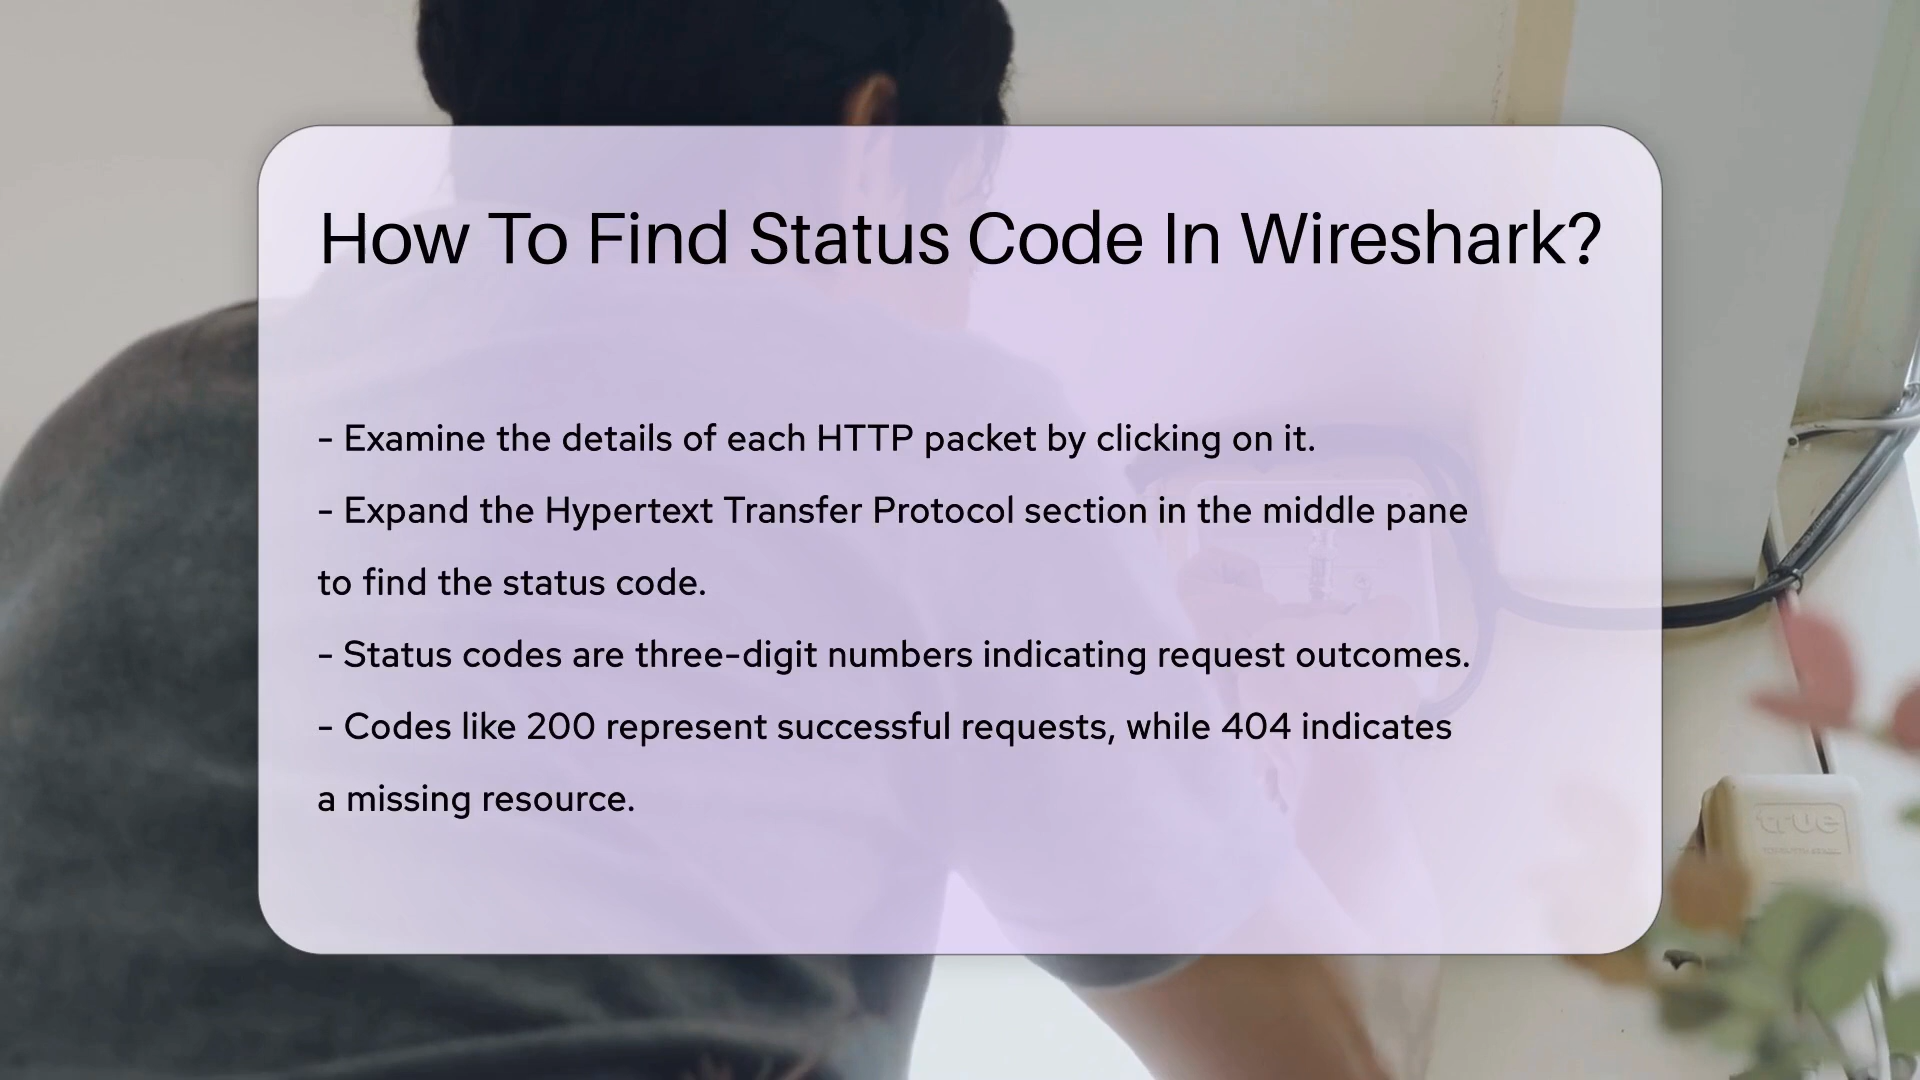 How To Find Status Code In Wireshark?
- Examine the details of each HTTP packet by clicking on it.
- Expand the Hypertext Transfer Protocol section in the middle pane
to find the status code.
- Status codes are three-digit numbers indicating request outcomes.
- Codes like 200 represent successful requests, while 404 indicates
a missing resource.
true